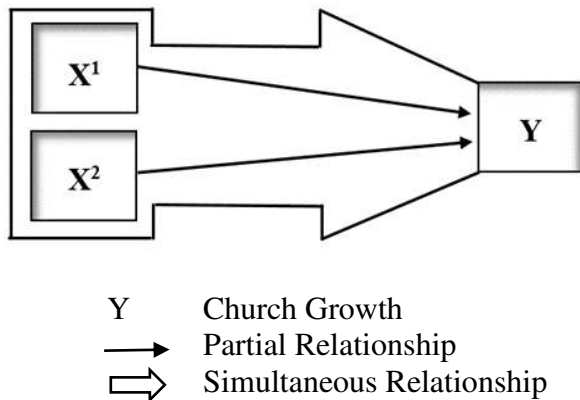 X¹
Y
X²
Y Church Growth
Partial Relationship
Simultaneous Relationship